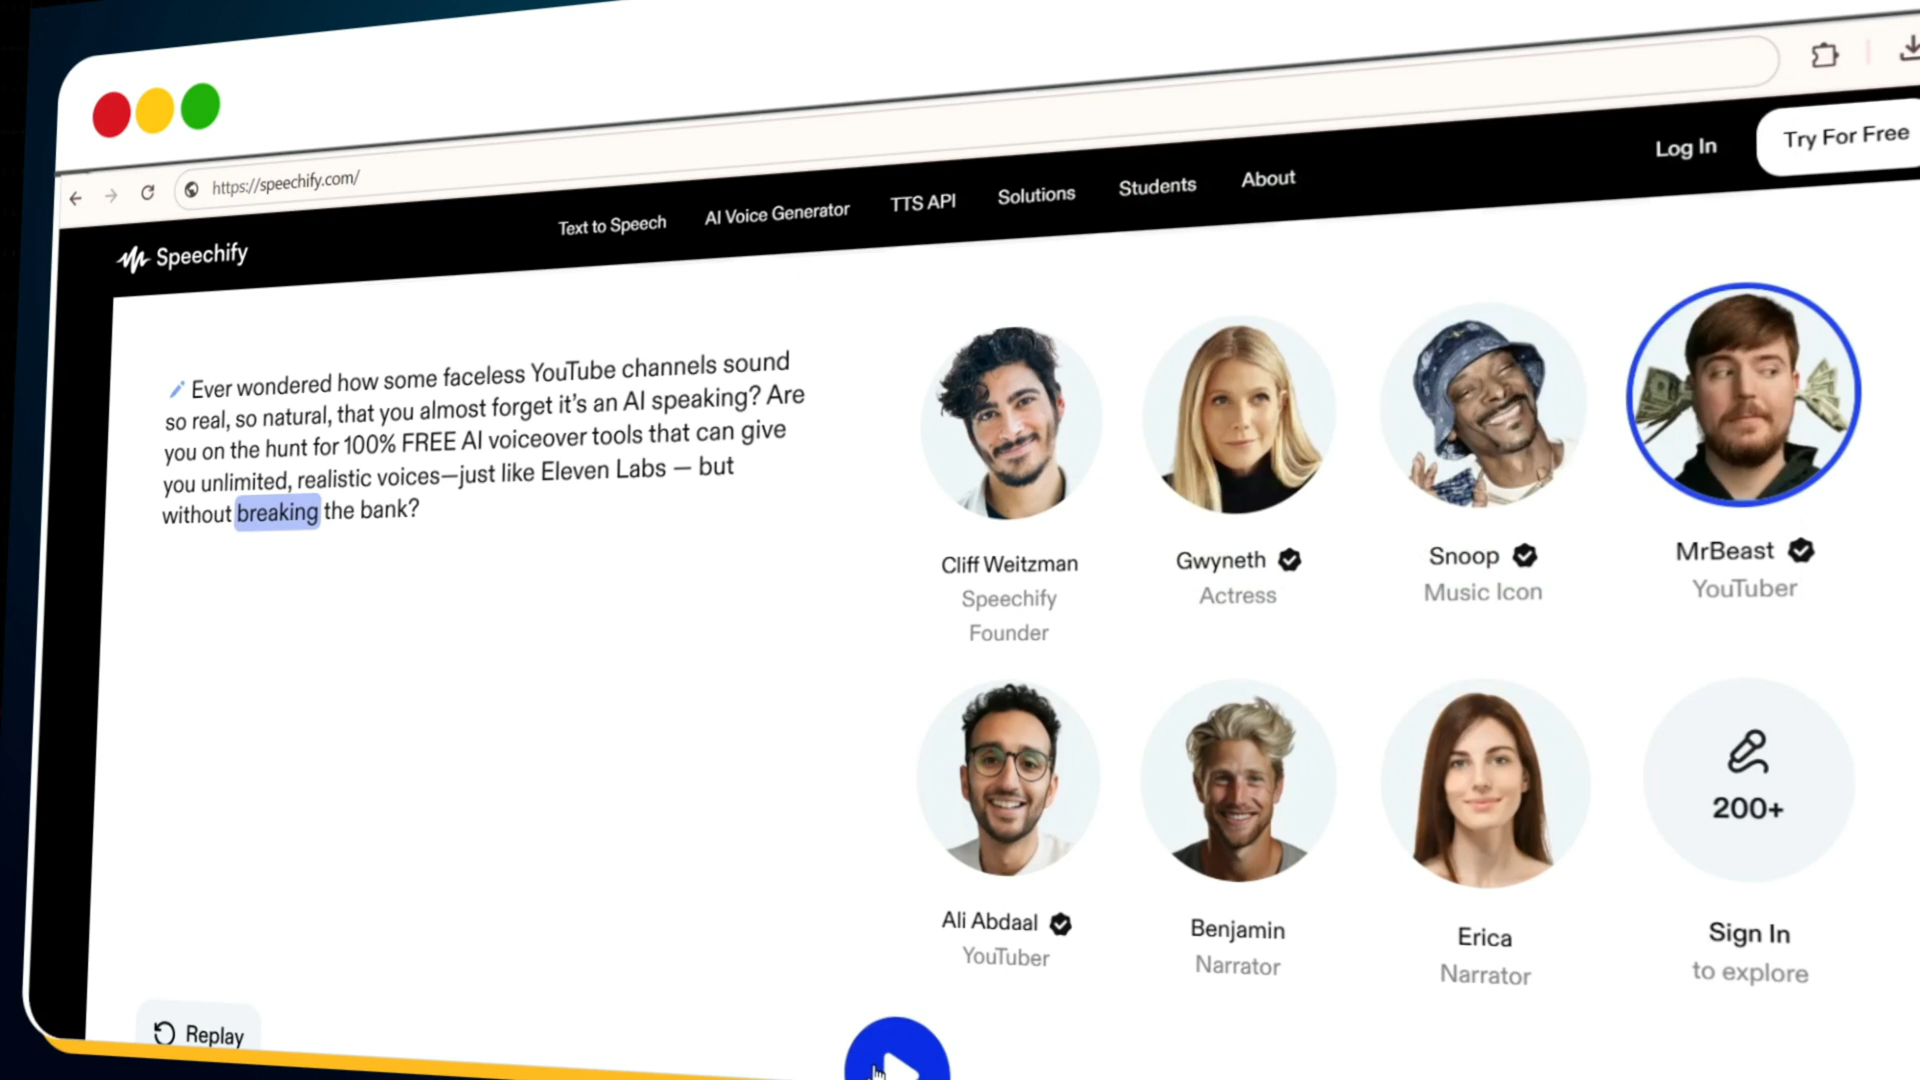 https://speechify.com/
Speechify
Text to Speech
AI Voice Generator
TTS API
Solutions
Students
About
Log In
Try For Free
Ever wondered how some faceless YouTube channels sound
so real, so natural, that you almost forget it's an AI speaking? Are
you on the hunt for 100% FREE AI voiceover tools that can give
you unlimited, realistic voices—just like Eleven Labs — but
without breaking the bank?
Cliff Weitzman
Speechify
Founder
Gwyneth
Actress
Snoop
Music Icon
MrBeast
YouTuber
Ali Abdaal
YouTuber
Benjamin
Narrator
Erica
Narrator
200+
Sign In
to explore
Replay